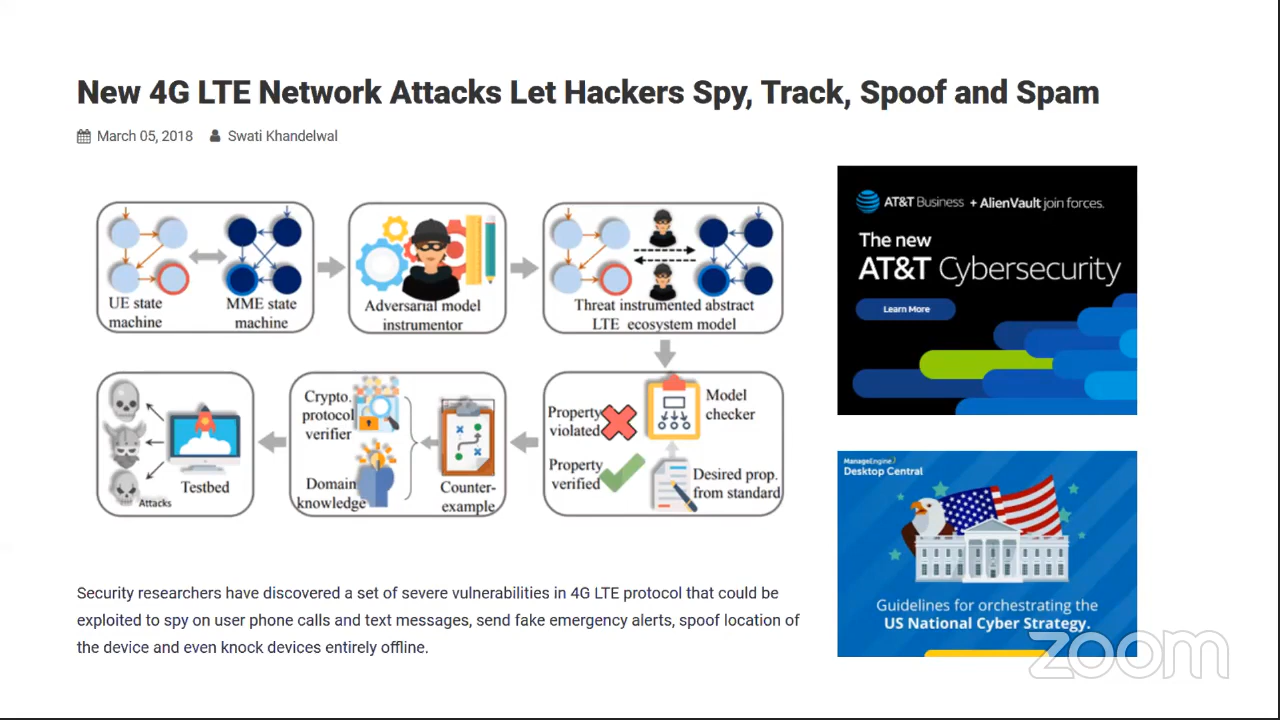 New 4G LTE Network Attacks Let Hackers Spy, Track, Spoof and Spam
March 05, 2018 Swati Khandelwal
UE state
machine
MME state
machine
Adversarial model
instrumentor
Threat instrumented abstract
LTE ecosystem model
Attacks
Testbed
Crypto.
protocol
verifier
Domain
knowledge
Counter-
example
Property
violated
Property
verified
Model
checker
Desired prop.
from standard
AT&T Business + AlienVault join forces.
The new
AT&T Cybersecurity
Learn More
ManageEngine
Desktop Central
Guidelines for orchestrating the
US National Cyber Strategy.
Security researchers have discovered a set of severe vulnerabilities in 4G LTE protocol that could be
exploited to spy on user phone calls and text messages, send fake emergency alerts, spoof location of
the device and even knock devices entirely offline.
zoom